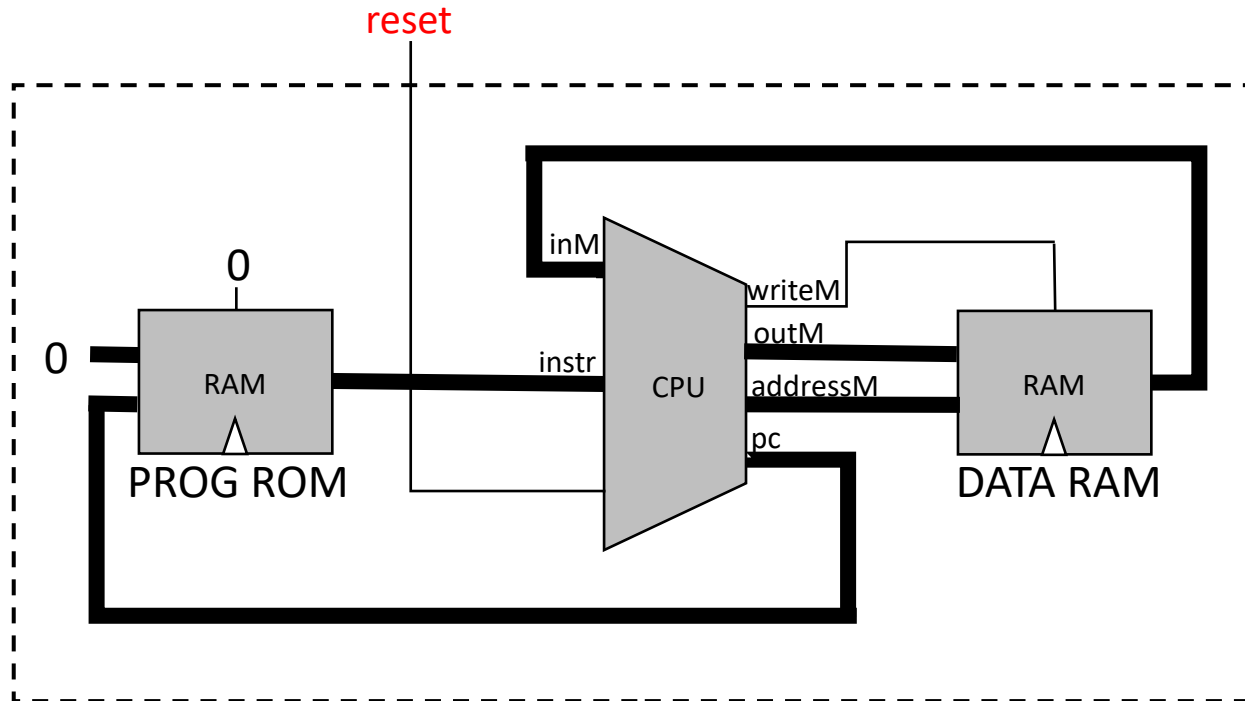 reset
inM
0
writeM
outM
0
instr
RAM
CPU
addressM
RAM
pc
PROG ROM
DATA RAM